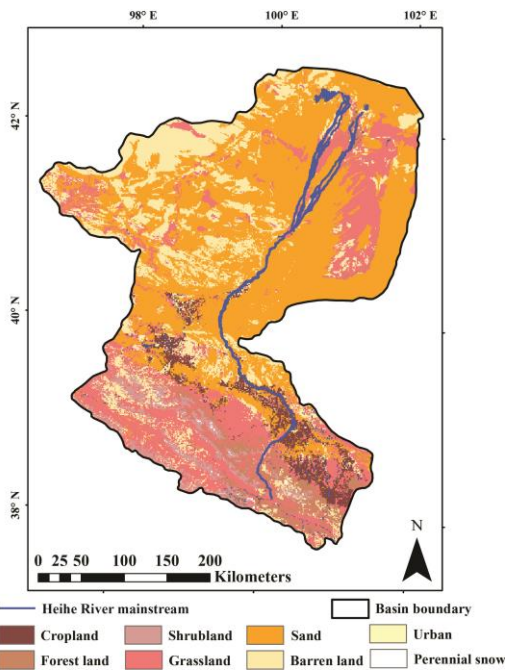 98° E 100° E 102° E
42° N
40° N
38° N
N
0 25 50 100 150 200
Kilometers
Heihe River mainstream Basin boundary
Cropland Shrubland Sand Urban
Forest land Grassland Barren land Perennial snow